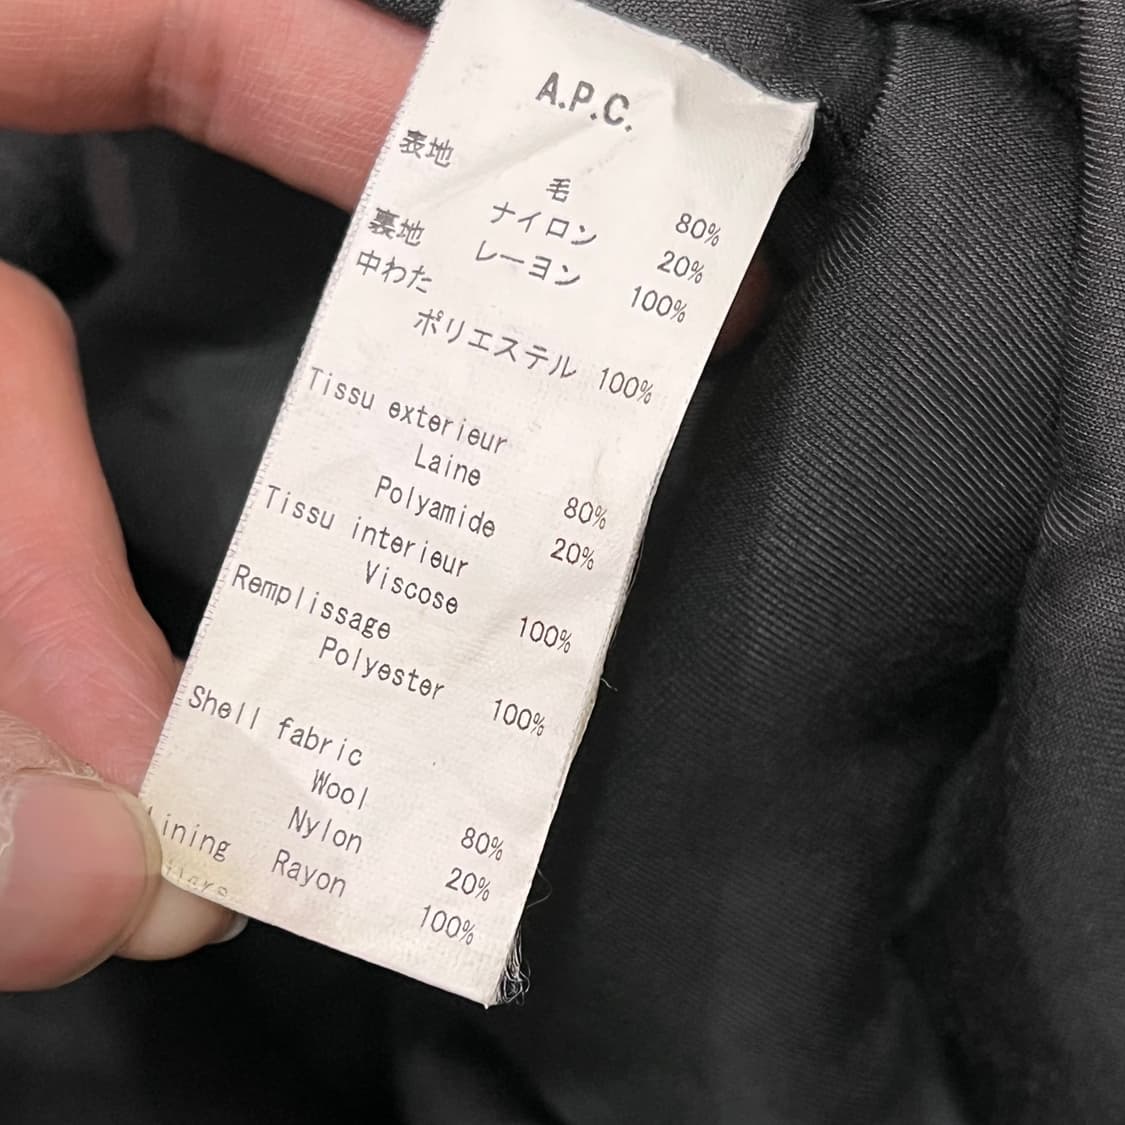 A.P.C.
表地
毛 80%
ナイロン 20%
裏地 レーヨン 100%
中わた
ポリエステル 100%
Tissu exterieur
Laine 80%
Polyamide 20%
Tissu interieur
Viscose 100%
Remplissage
Polyester 100%
Shell fabric
Wool 80%
Nylon 20%
Lining Rayon 100%